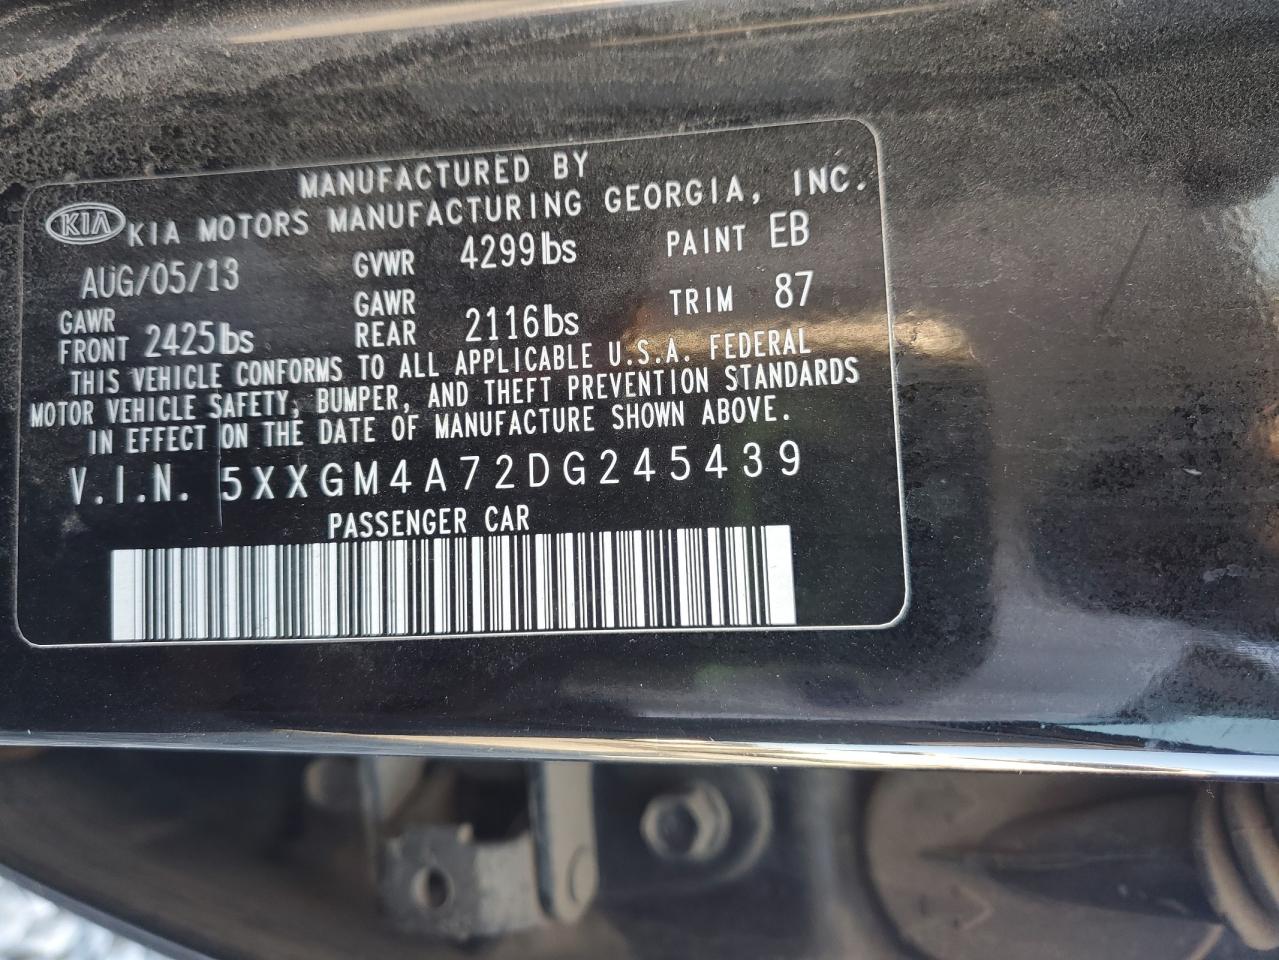 MANUFACTURED BY
KIA KIA MOTORS MANUFACTURING GEORGIA, INC.
AUG/05/13 GVWR 4299lbs PAINT EB
GAWR FRONT 2425lbs GAWR REAR 2116lbs TRIM 87
THIS VEHICLE CONFORMS TO ALL APPLICABLE U.S.A. FEDERAL
MOTOR VEHICLE SAFETY, BUMPER, AND THEFT PREVENTION STANDARDS
IN EFFECT ON THE DATE OF MANUFACTURE SHOWN ABOVE.
V.I.N. 5XXGM4A72DG245439
PASSENGER CAR